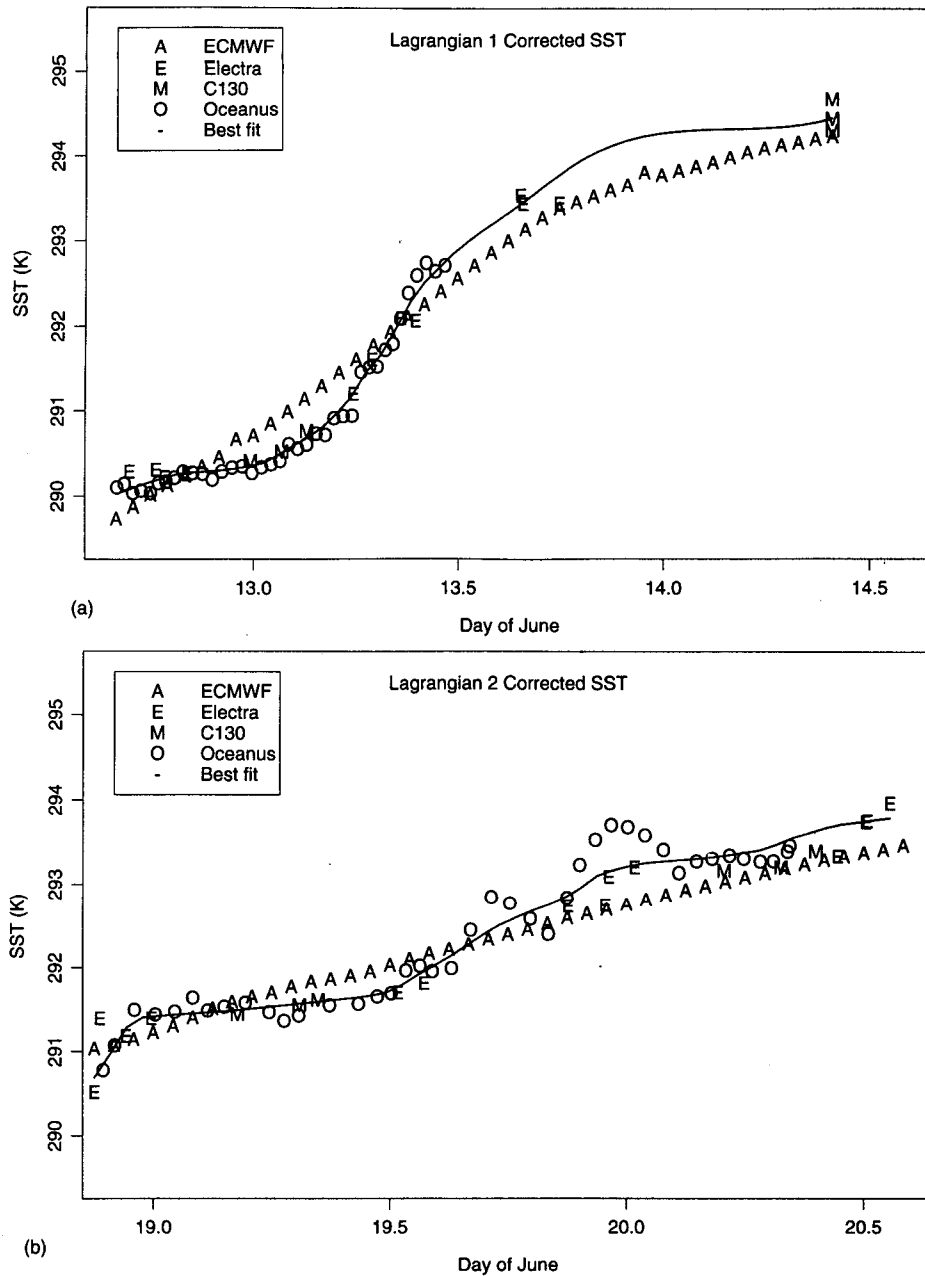 Lagrangian 1 Corrected SST
A ECMWF
E Electra
M C130
O Oceanus
- Best fit
SST (K)
295
294
293
292
291
290
13.0 13.5 14.0 14.5
(a)
Day of June
Lagrangian 2 Corrected SST
A ECMWF
E Electra
M C130
O Oceanus
- Best fit
SST (K)
295
294
293
292
291
290
19.0 19.5 20.0 20.5
(b)
Day of June